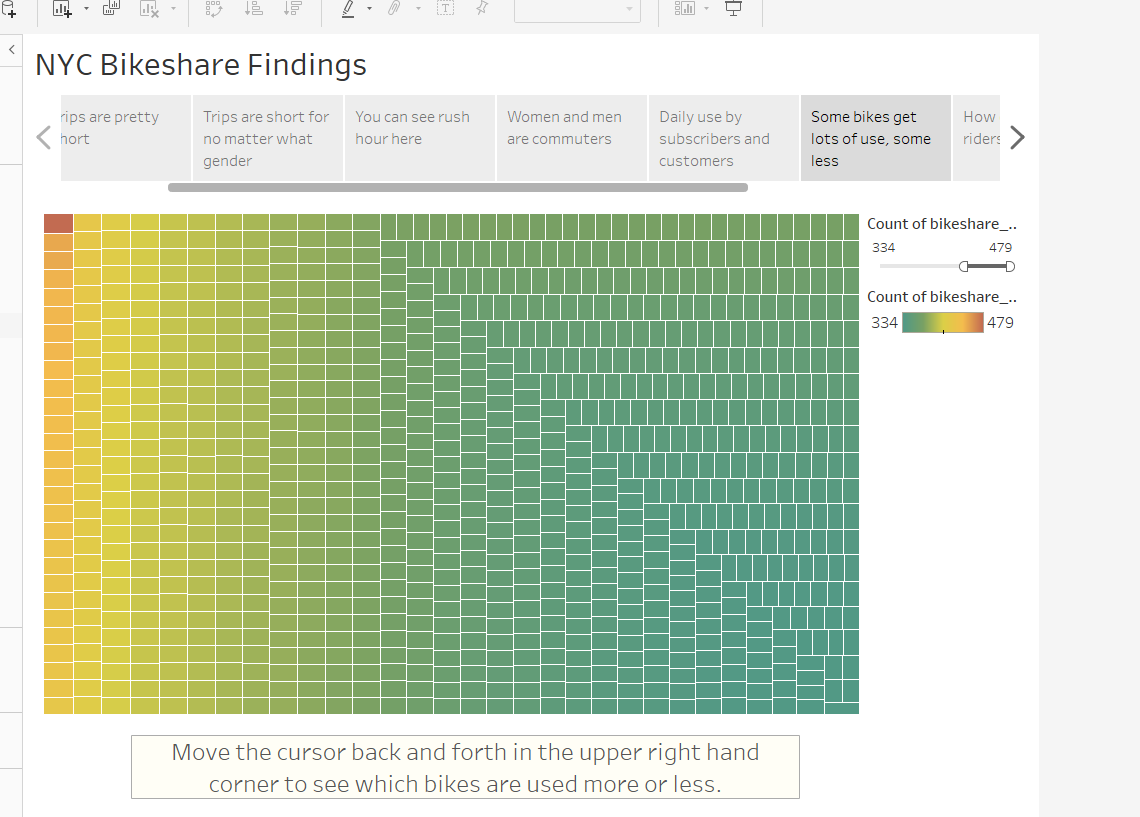 NYC Bikeshare Findings
rips are pretty
hort
Trips are short for
no matter what
gender
You can see rush
hour here
Women and men
are commuters
Daily use by
subscribers and
customers
Some bikes get
lots of use, some
less
How
riders
Count of bikeshare_..
334 479
Count of bikeshare_..
334 479
Move the cursor back and forth in the upper right hand
corner to see which bikes are used more or less.